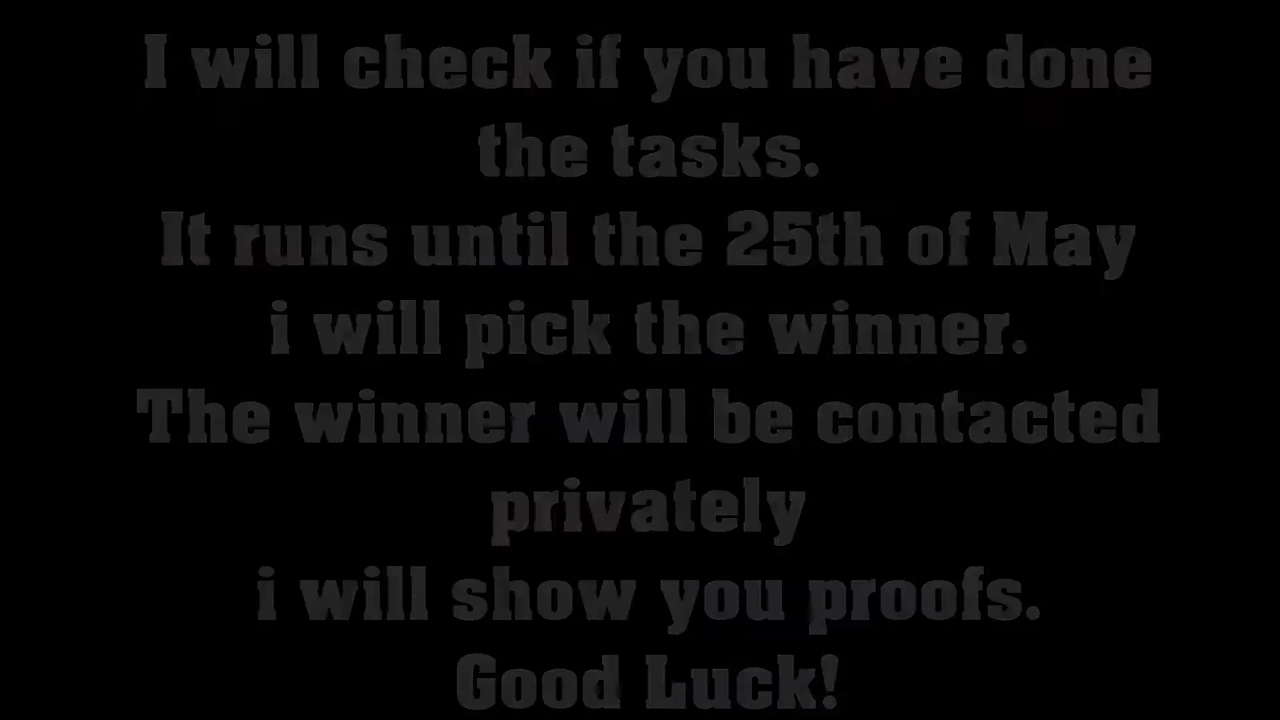 I will check if you have done
the tasks.
It runs until the 25th of May
i will pick the winner.
The winner will be contacted
privately
i will show you proofs.
Good Luck!